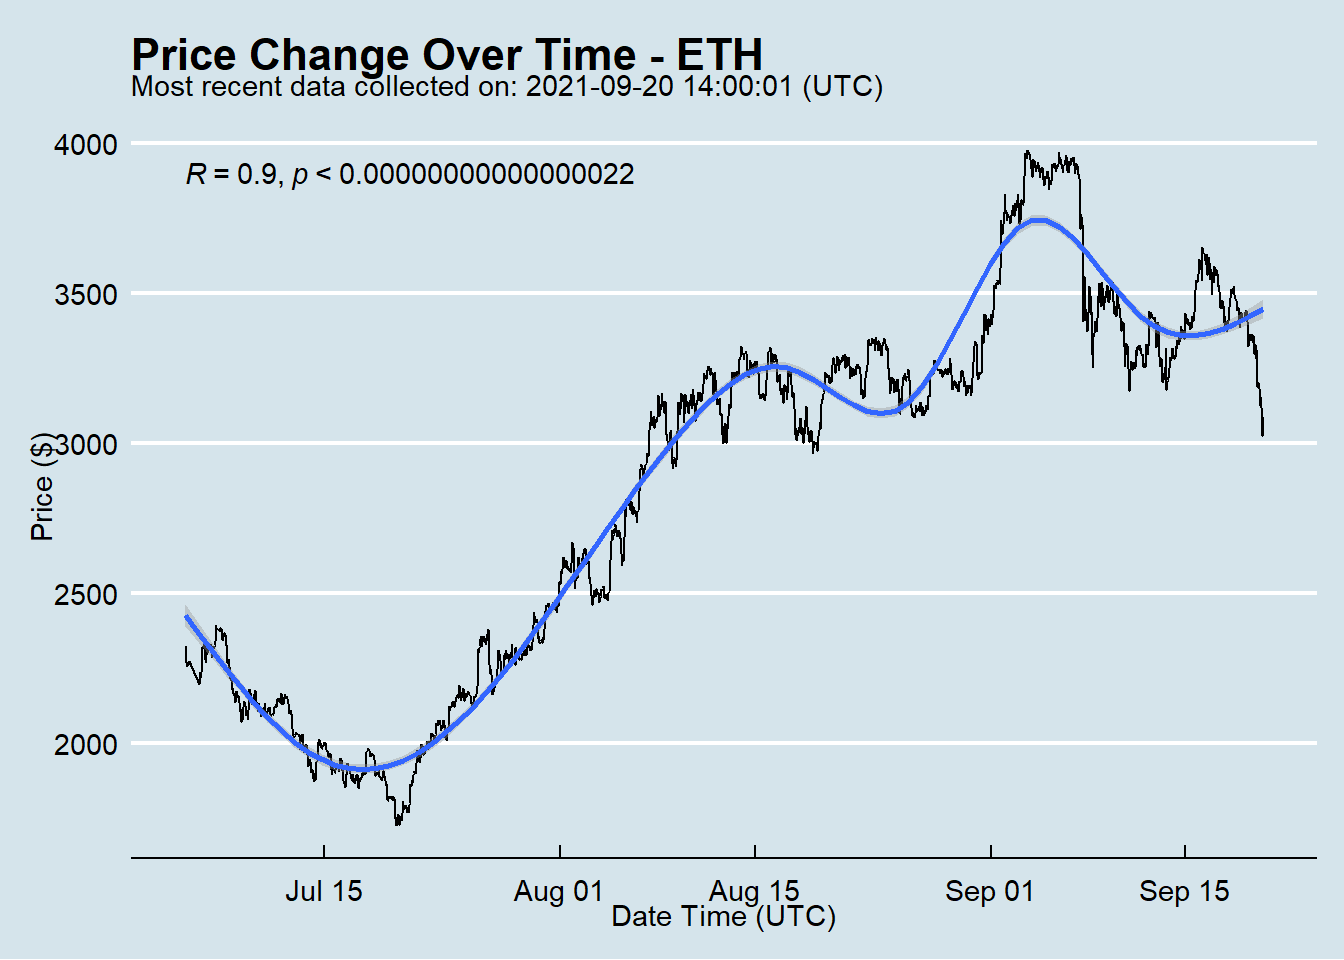 Price Change Over Time - ETH
Most recent data collected on: 2021-09-20 14:00:01 (UTC)
R = 0.9, p < 0.00000000000000022
4000
3500
3000
2500
2000
Price ($)
Jul 15 Aug 01 Aug 15 Sep 01 Sep 15
Date Time (UTC)